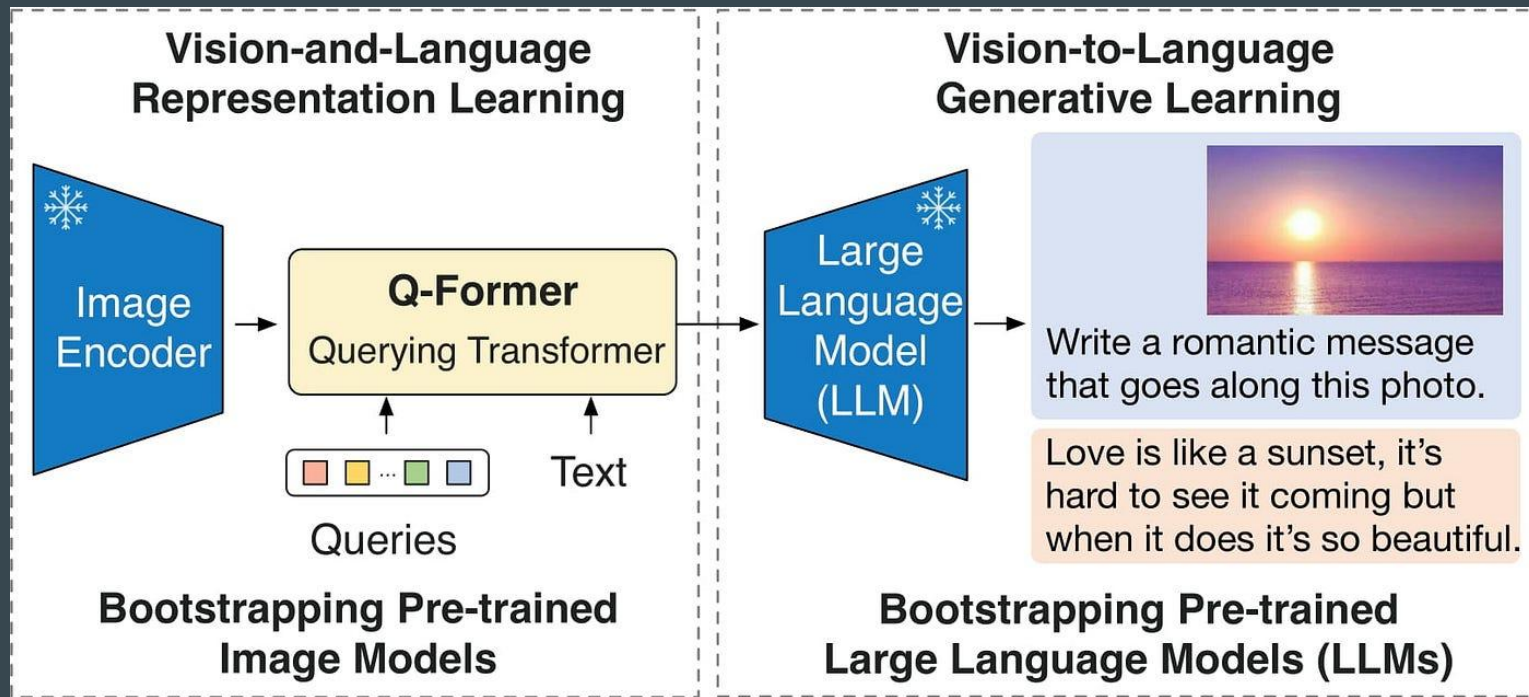 Vision-and-Language
Representation Learning
Image
Encoder
Q-Former
Querying Transformer
...
Queries
Text
Bootstrapping Pre-trained
Image Models
Vision-to-Language
Generative Learning
Large
Language
Model
(LLM)
Write a romantic message
that goes along this photo.
Love is like a sunset, it's
hard to see it coming but
when it does it's so beautiful.
Bootstrapping Pre-trained
Large Language Models (LLMs)